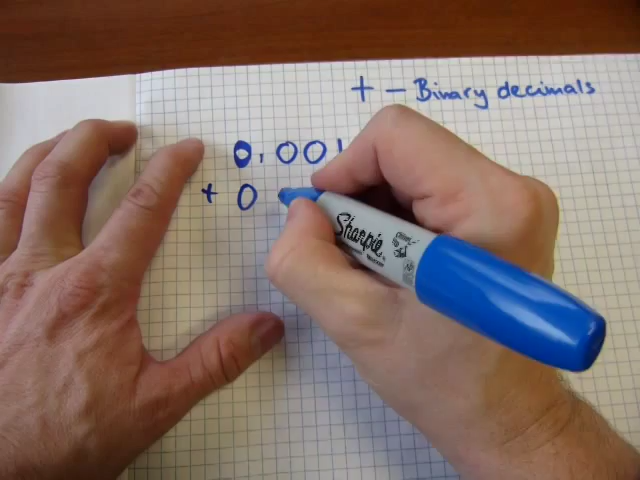 + - Binary decimals
0,001
+ 0
Sharpie